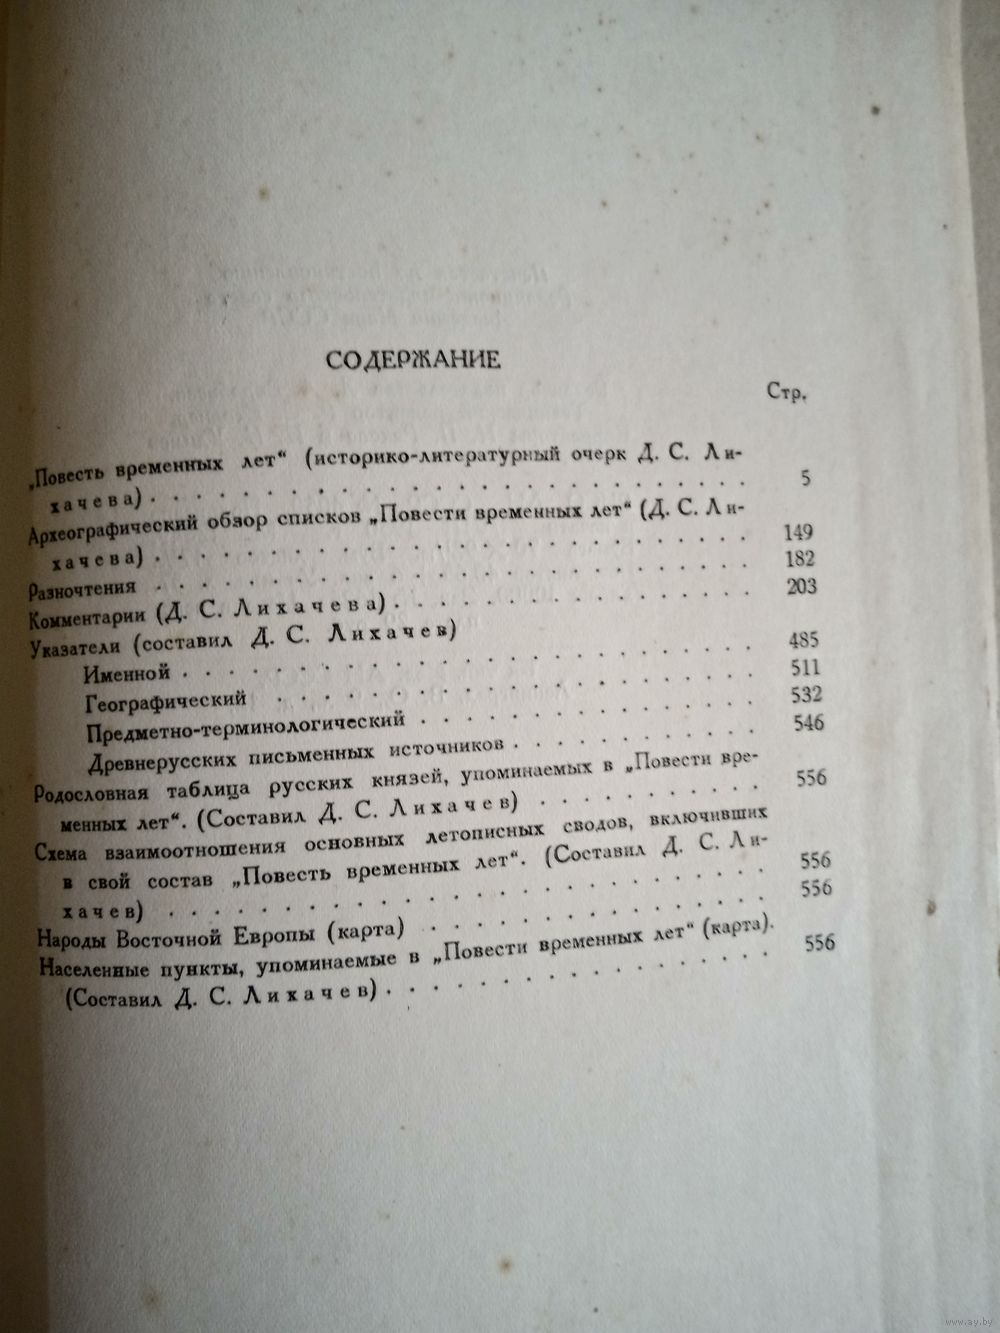 СОДЕРЖАНИЕ
Стр.
„Повесть временных лет“ (историко-литературный очерк Д. С. Ли-
хачева) . . . . . . . . . . . . . . . . . . . . 5
Археографический обзор списков „Повести временных лет“ (Д. С. Ли-
хачева) . . . . . . . . . . . . . . . . . . . . 149
Разночтения . . . . . . . . . . . . . . . . . . . . 182
Комментарии (Д. С. Лихачева) . . . . . . . . . . . . 203
Указатели (составил Д. С. Лихачев)
Именной . . . . . . . . . . . . . . . . . . . 485
Географический . . . . . . . . . . . . . . . . 511
Предметно-терминологический . . . . . . . . . . . 532
Древнерусских письменных источников . . . . . . . . 546
Родословная таблица русских князей, упоминаемых в „Повести вре-
менных лет“. (Составил Д. С. Лихачев) . . . . . . . . 556
Схема взаимоотношения основных летописных сводов, включивших
в свой состав „Повесть временных лет“. (Составил Д. С. Ли-
хачев) . . . . . . . . . . . . . . . . . . . . 556
Народы Восточной Европы (карта) . . . . . . . . . . . 556
Населенные пункты, упоминаемые в „Повести временных лет“ (карта).
(Составил Д. С. Лихачев) . . . . . . . . . . . . . 556
www.ay.by